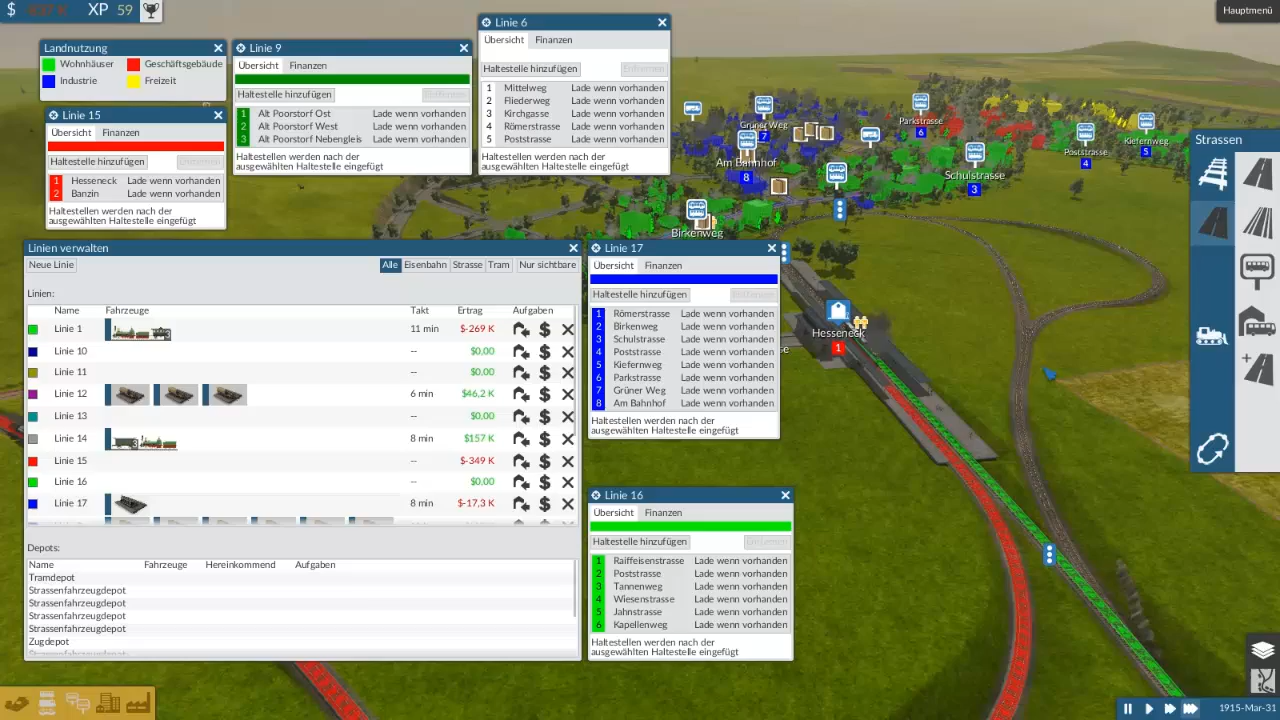 $
XP 59
Hauptmenü
Landnutzung
Wohnhäuser
Geschäftsgebäude
Industrie
Freizeit
Linie 15
Übersicht Finanzen
Haltestelle hinzufügen
1 Hesseneck Lade wenn vorhanden
2 Banzin Lade wenn vorhanden
Haltestellen werden nach der
ausgewählten Haltestelle eingefügt
Linie 9
Übersicht Finanzen
Haltestelle hinzufügen
1 Alt Poorstorf Ost Lade wenn vorhanden
2 Alt Poorstorf West Lade wenn vorhanden
3 Alt Poorstorf Nebengleis Lade wenn vorhanden
Haltestellen werden nach der
ausgewählten Haltestelle eingefügt
Linie 6
Übersicht Finanzen
Haltestelle hinzufügen Entfernen
1 Mittelweg Lade wenn vorhanden
2 Fliederweg Lade wenn vorhanden
3 Kirchgasse Lade wenn vorhanden
4 Römerstrasse Lade wenn vorhanden
5 Poststrasse Lade wenn vorhanden
Haltestellen werden nach der
ausgewählten Haltestelle eingefügt
Grüner Weg
7
Am Bahnhof
8
Birkenweg
Parkstrasse
6
Schulstrasse
3
Poststrasse
4
Kiefernweg
5
Hesseneck
1
Strassen
Linien verwalten
Neue Linie
Alle Eisenbahn Strasse Tram Nur sichtbare
Linien:
Name Fahrzeuge Takt Ertrag Aufgaben
Linie 1 11 min $-269 K
Linie 10 -- $0,00
Linie 11 -- $0,00
Linie 12 6 min $46,2 K
Linie 13 -- $0,00
Linie 14 8 min $157 K
Linie 15 -- $-349 K
Linie 16 -- $0,00
Linie 17 8 min $-17,3 K
Depots:
Name Fahrzeuge Hereinkommend Aufgaben
Tramdepot
Strassenfahrzeugdepot
Strassenfahrzeugdepot
Strassenfahrzeugdepot
Strassenfahrzeugdepot
Zugdepot
Strassenfahrzeugdepot
Linie 17
Übersicht Finanzen
Haltestelle hinzufügen
1 Römerstrasse Lade wenn vorhanden
2 Birkenweg Lade wenn vorhanden
3 Schulstrasse Lade wenn vorhanden
4 Poststrasse Lade wenn vorhanden
5 Kiefernweg Lade wenn vorhanden
6 Parkstrasse Lade wenn vorhanden
7 Grüner Weg Lade wenn vorhanden
8 Am Bahnhof Lade wenn vorhanden
Haltestellen werden nach der
ausgewählten Haltestelle eingefügt
Linie 16
Übersicht Finanzen
Haltestelle hinzufügen Entfernen
1 Raiffeisenstrasse Lade wenn vorhanden
2 Poststrasse Lade wenn vorhanden
3 Tannenweg Lade wenn vorhanden
4 Wiesenstrasse Lade wenn vorhanden
5 Jahnstrasse Lade wenn vorhanden
6 Kapellenweg Lade wenn vorhanden
Haltestellen werden nach der
ausgewählten Haltestelle eingefügt
1915-Mar-31